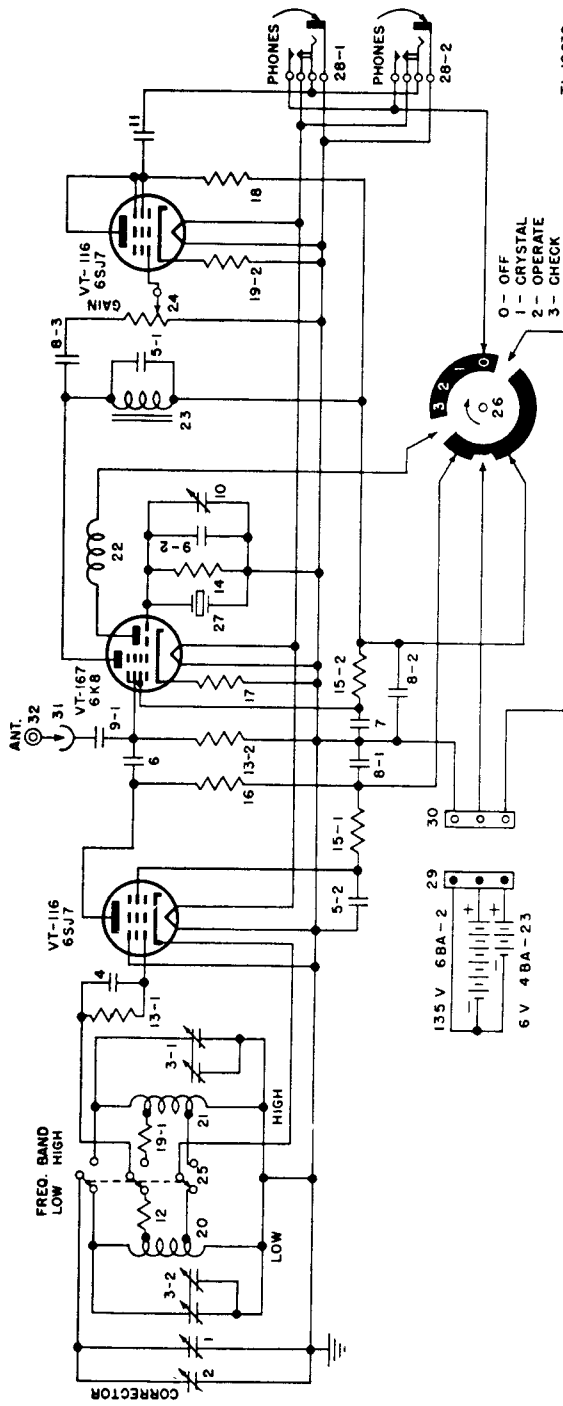 PHONES
28-1
PHONES
28-2
11
VT-116
6SJ7
18
19-2
GAIN
24
8-3
5-1
23
22
10
9-2
14
27
ANT.
32
31
9-1
VT-167
6K8
17
6
13-2
16
15-2
7
8-2
8-1
15-1
5-2
VT-116
6SJ7
4
13-1
FREQ. BAND
LOW HIGH
3-1
21
19-1
HIGH
25
12
20
LOW
3-2
1
2
CORRECTOR
3
2
1
0
26
0 - OFF
1 - CRYSTAL
2 - OPERATE
3 - CHECK
30
29
135 V 6 BA-2
6 V 4 BA-23
+
−
+
−